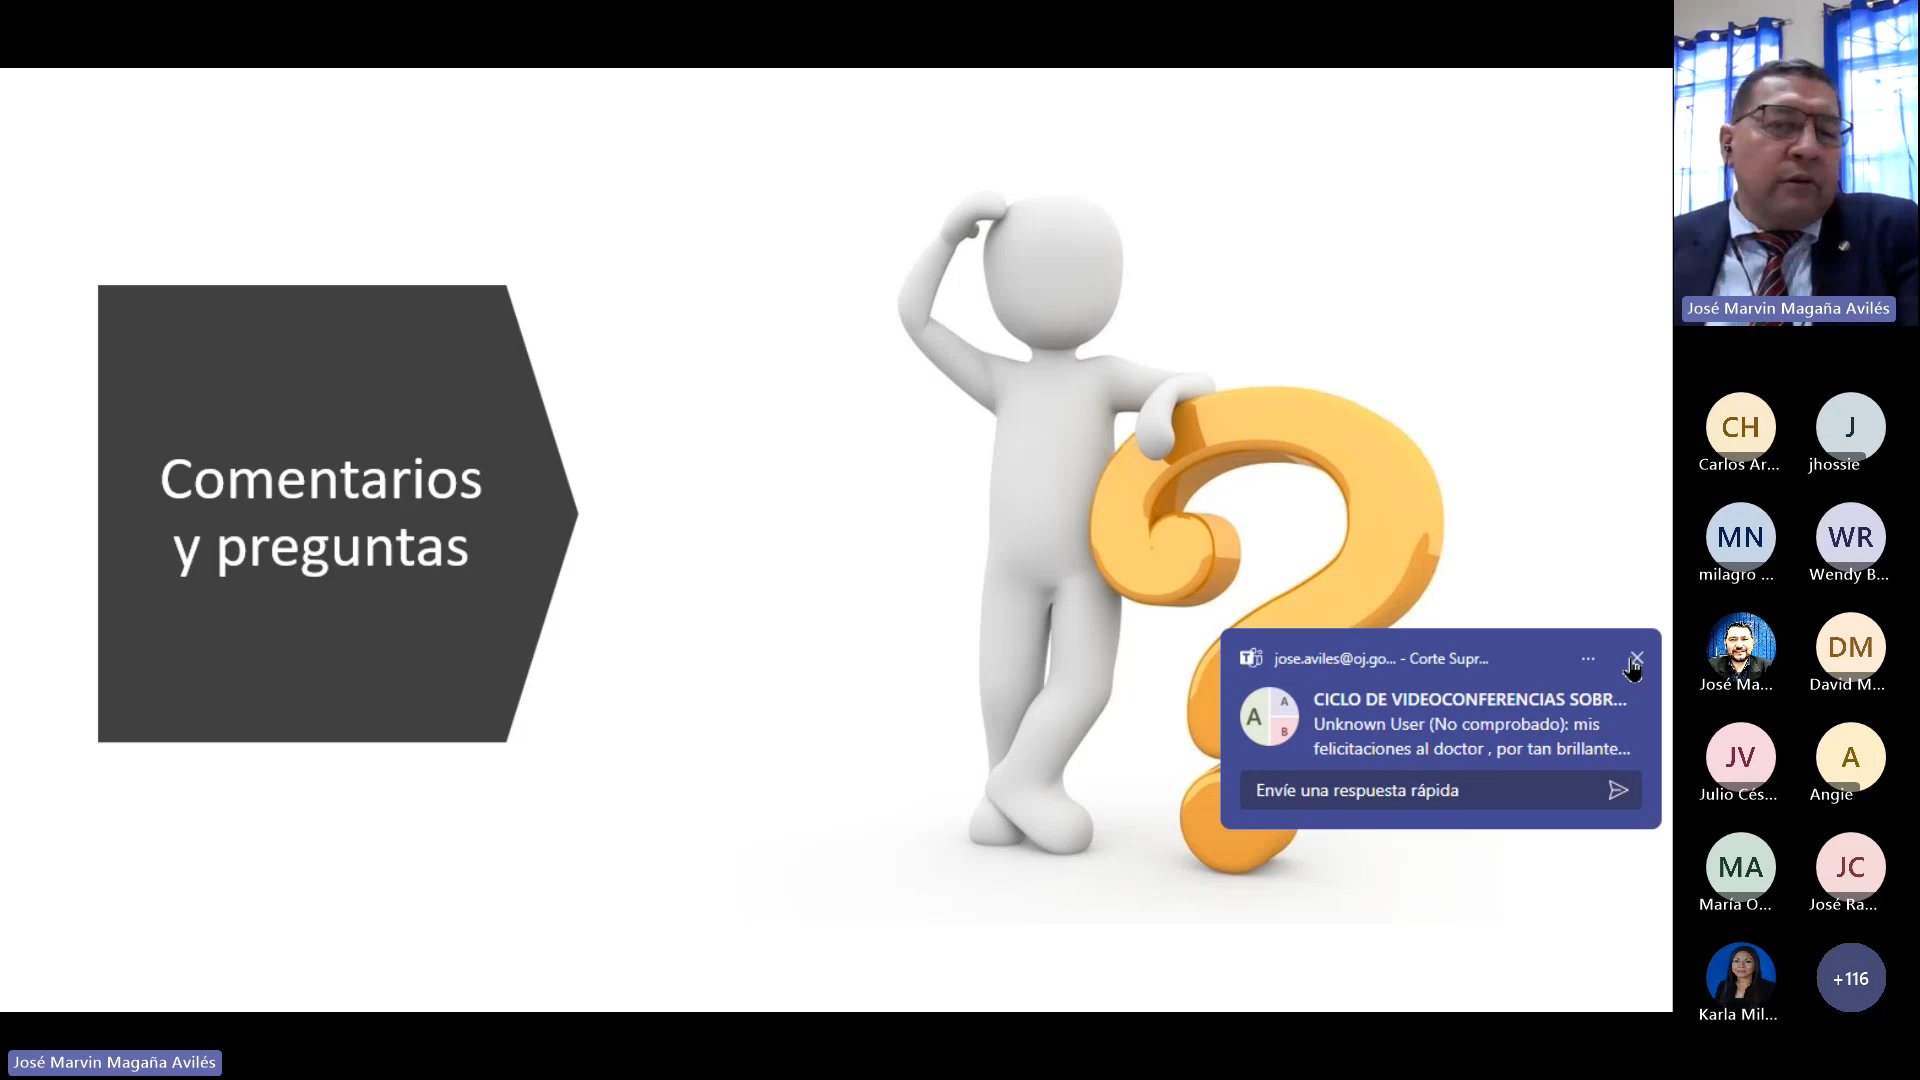 Comentarios
y preguntas
jose.aviles@oj.go... - Corte Supr...
CICLO DE VIDEOCONFERENCIAS SOBR...
A
A
B
Unknown User (No comprobado): mis
felicitaciones al doctor , por tan brillante...
Envíe una respuesta rápida
José Marvin Magaña Avilés
CH
Carlos Ar...
J
jhossie
MN
milagro ...
WR
Wendy B...
José Ma...
DM
David M...
JV
Julio Cés...
A
Angie
MA
María O...
JC
José Ra...
Karla Mil...
+116
José Marvin Magaña Avilés